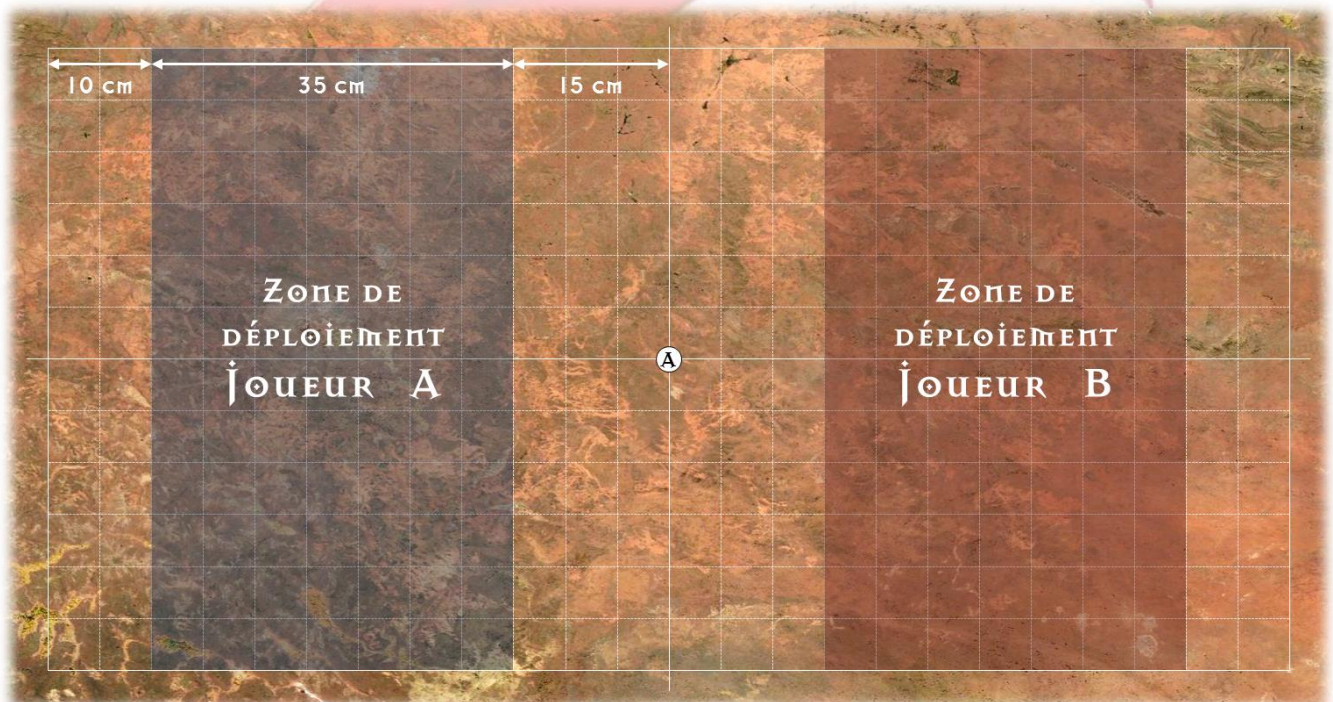 10 cm
35 cm
15 cm
Zone de
déploiement
Joueur A
Zone de
déploiement
Joueur B
A